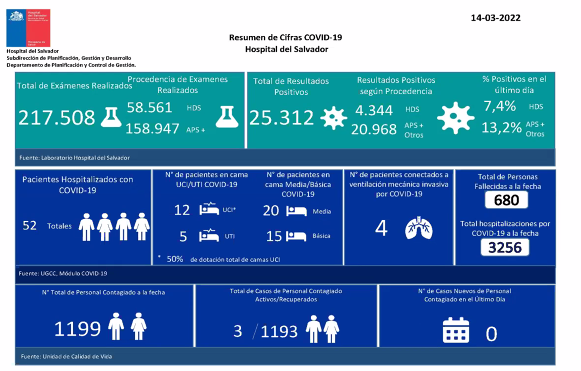 14-03-2022
Resumen de Cifras COVID-19
Hospital del Salvador
Hospital del Salvador
Subdirección de Planificación, Gestión y Desarrollo
Departamento de Planificación y Control de Gestión.
Total de Exámenes Realizados
217.508
Procedencia de Examenes
Realizados
58.561 HDS
158.947 APS +
Total de Resultados
Positivos
25.312
Resultados Positivos
según Procedencia
4.344 HDS
20.968 APS +
Otros
% Positivos en el
último día
7,4% HDS
13,2% APS +
Otros
Fuente: Laboratorio Hospital del Salvador
Pacientes Hospitalizados con
COVID-19
52 Totales
N° de pacientes en cama
UCI/UTI COVID-19
12 UCI*
5 UTI
N° de pacientes en
cama Media/Básica
COVID-19
20 Media
15 Básica
* 50% de dotación total de camas UCI
N° de pacientes conectados a
ventilación mecánica invasiva
por COVID-19
4
Total de Personas
Fallecidas a la fecha
680
Total hospitalizaciones por
COVID-19 a la fecha
3256
Fuente: UGCC, Módulo COVID-19
N° Total de Personal Contagiado a la fecha
1199
Total de Casos de Personal Contagiado
Activos/Recuperados
3 /1193
N° de Casos Nuevos de Personal
Contagiado en el Último Día
0
Fuente: Unidad de Calidad de Vida